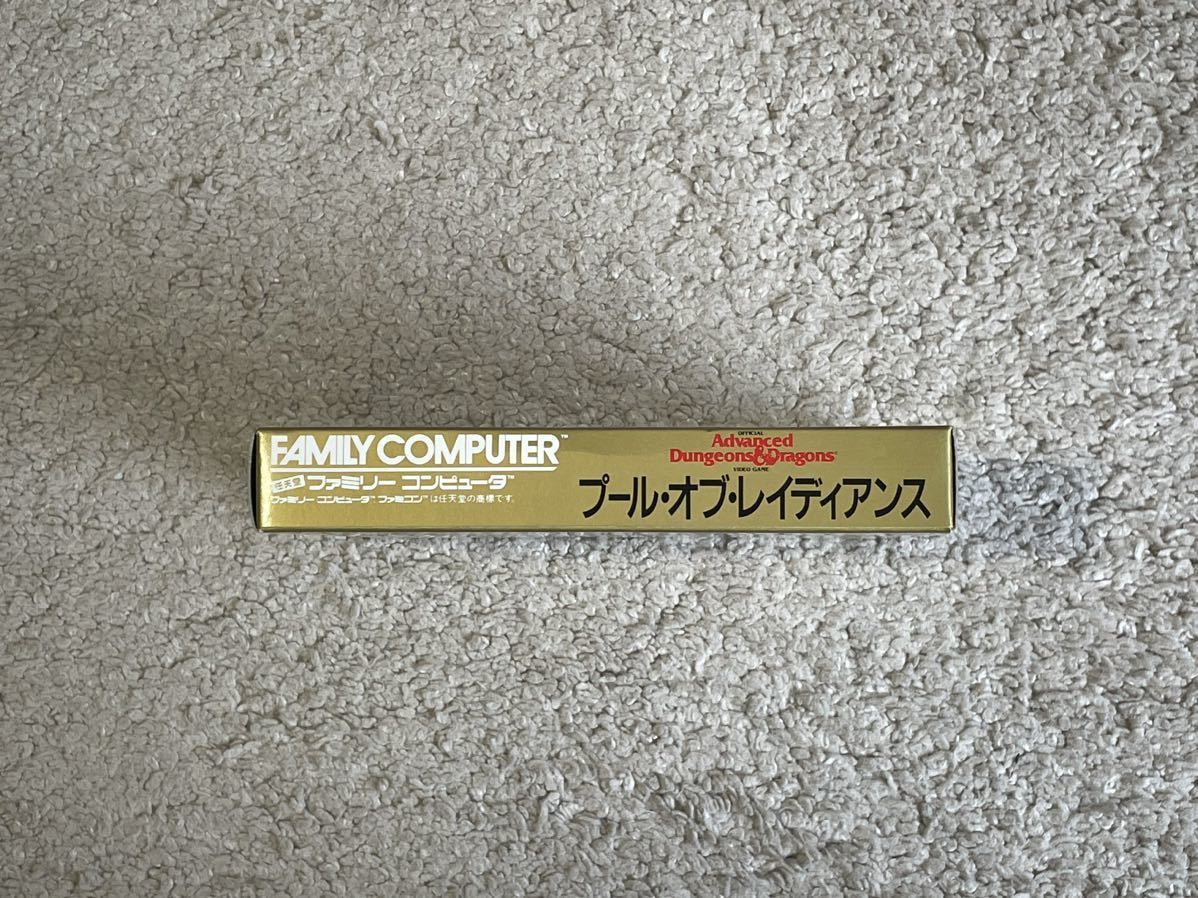 FAMILY COMPUTER™
任天堂 ファミリー コンピュータ™
ファミリー コンピュータ™ ファミコン™ は任天堂の商標です。
OFFICIAL
Advanced
Dungeons & Dragons®
VIDEO GAME
プール・オブ・レイディアンス